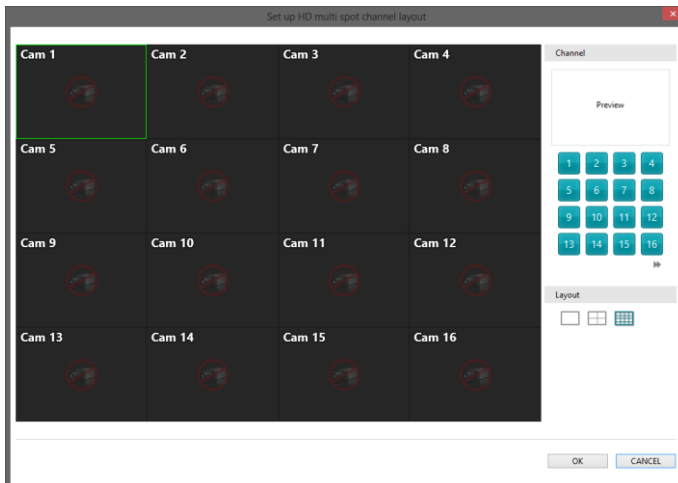 Set up HD multi spot channel layout
Cam 1 Cam 2 Cam 3 Cam 4
Cam 5 Cam 6 Cam 7 Cam 8
Cam 9 Cam 10 Cam 11 Cam 12
Cam 13 Cam 14 Cam 15 Cam 16
Channel
Preview
1 2 3 4
5 6 7 8
9 10 11 12
13 14 15 16
Layout
OK CANCEL